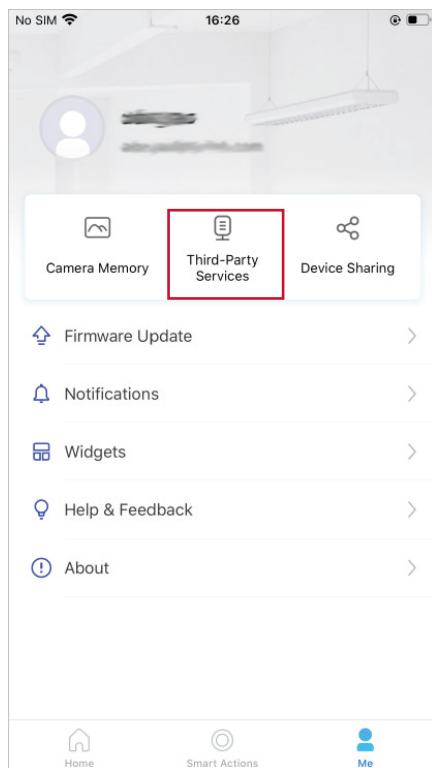 No SIM 16:26
Camera Memory
Third-Party
Services
Device Sharing
Firmware Update
Notifications
Widgets
Help & Feedback
About
Home
Smart Actions
Me